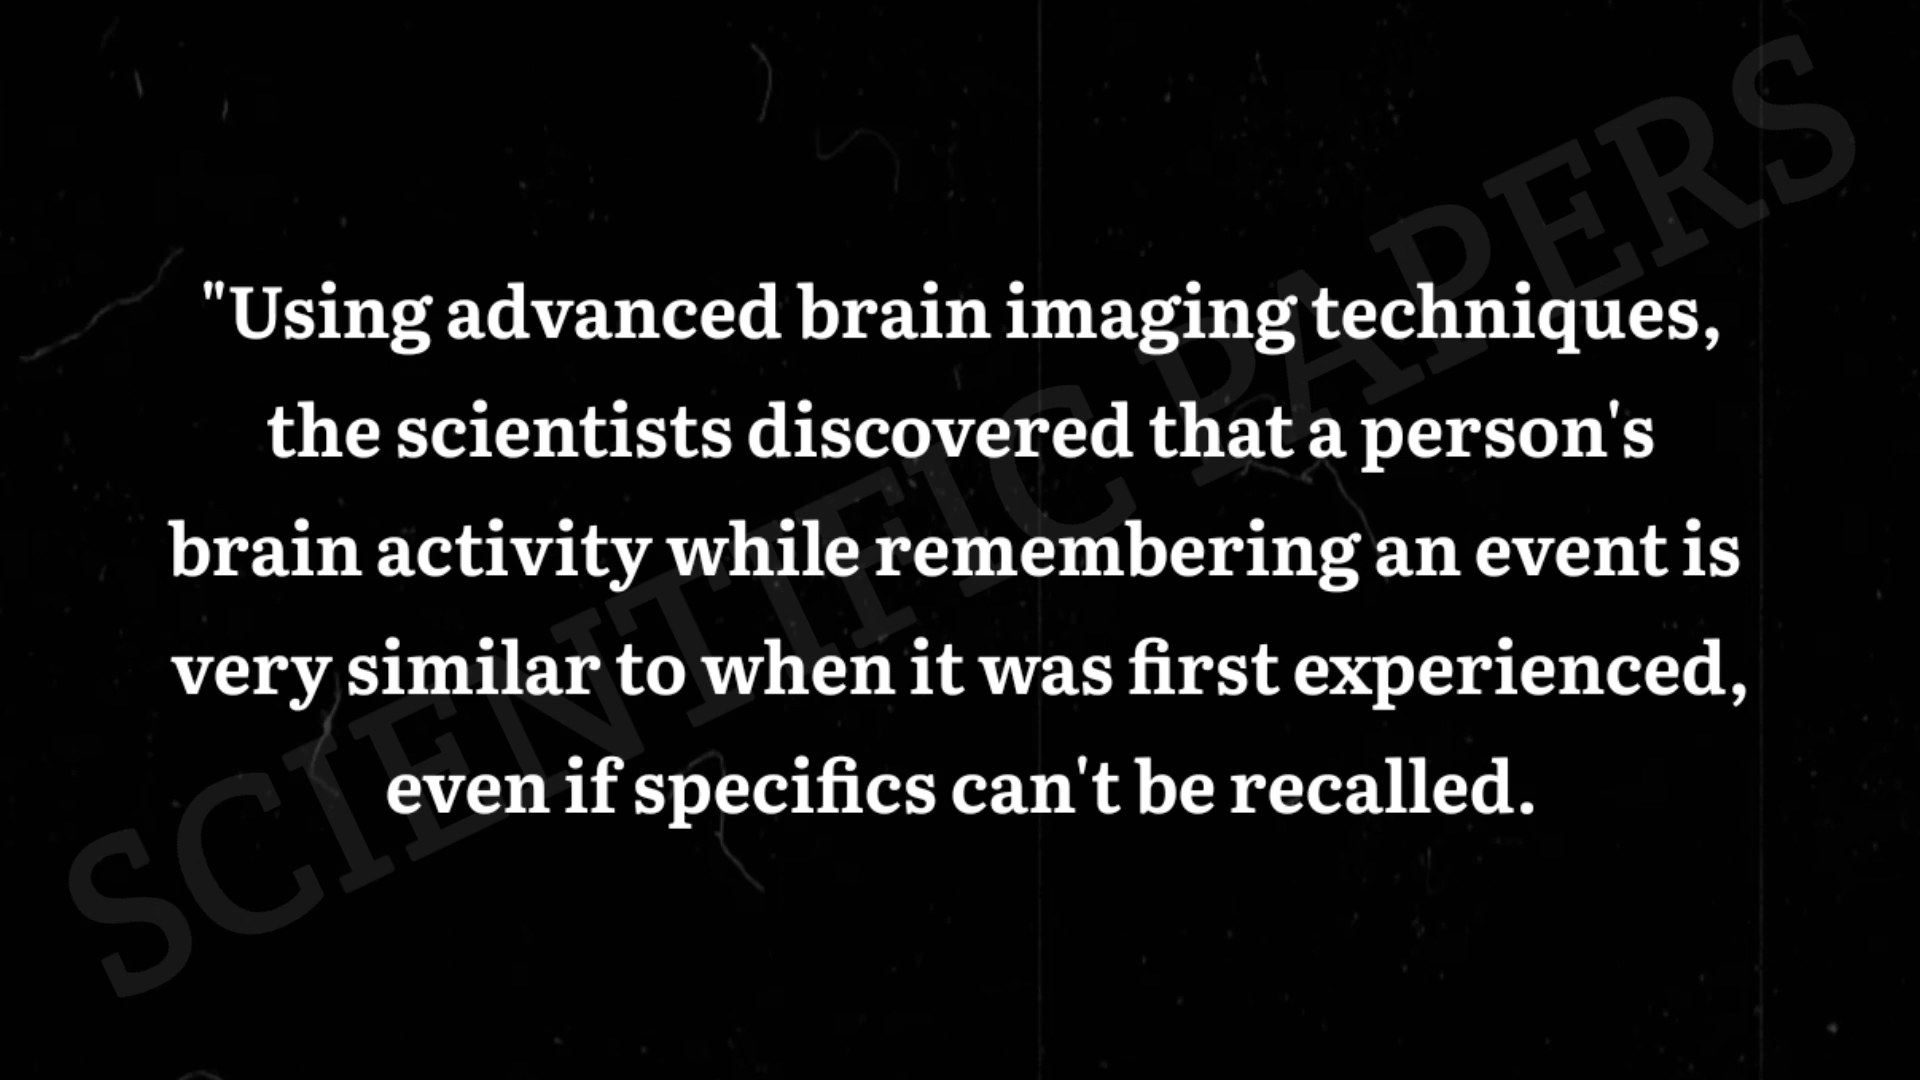 "Using advanced brain imaging techniques,
the scientists discovered that a person's
brain activity while remembering an event is
very similar to when it was first experienced,
even if specifics can't be recalled.
SCIENTIFIC PAPERS